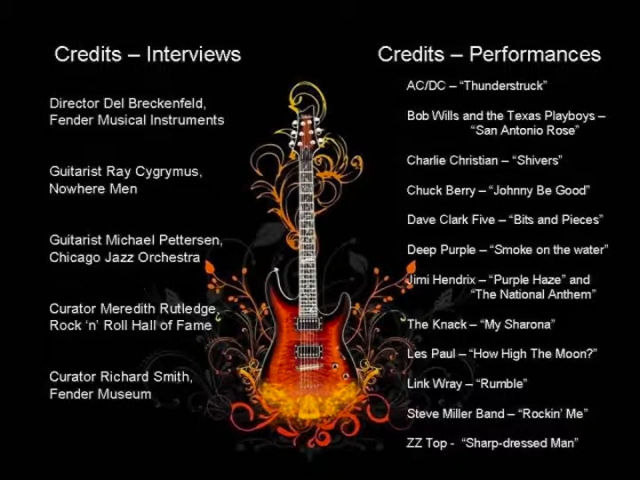 Credits – Interviews
Director Del Breckenfeld,
Fender Musical Instruments
Guitarist Ray Cygrymus,
Nowhere Men
Guitarist Michael Pettersen,
Chicago Jazz Orchestra
Curator Meredith Rutledge,
Rock ‘n’ Roll Hall of Fame
Curator Richard Smith,
Fender Museum
Credits – Performances
AC/DC – “Thunderstruck”
Bob Wills and the Texas Playboys –
“San Antonio Rose”
Charlie Christian – “Shivers”
Chuck Berry – “Johnny Be Good”
Dave Clark Five – “Bits and Pieces”
Deep Purple – “Smoke on the water”
Jimi Hendrix – “Purple Haze” and
“The National Anthem”
The Knack – “My Sharona”
Les Paul – “How High The Moon?”
Link Wray – “Rumble”
Steve Miller Band – “Rockin’ Me”
ZZ Top - “Sharp-dressed Man”